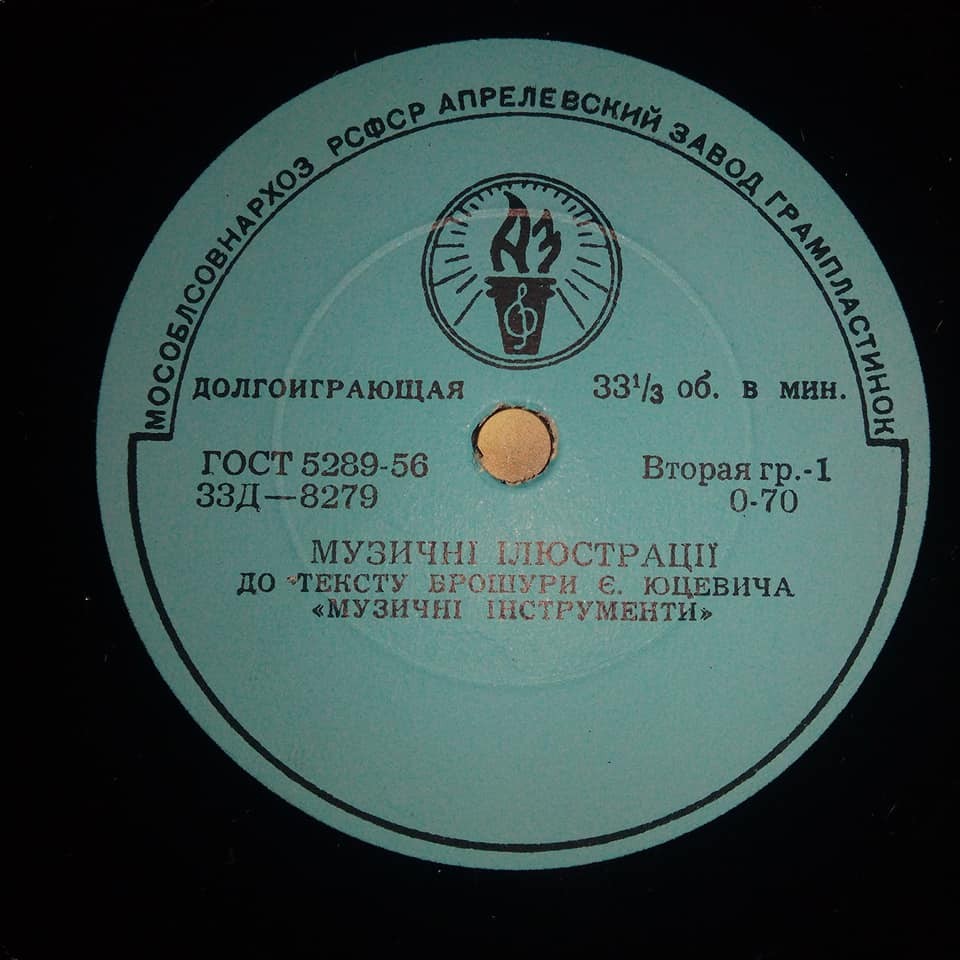 МОСОБЛСОВНАРХОЗ РСФСР АПРЕЛЕВСКИЙ ЗАВОД ГРАМПЛАСТИНОК
АЗ
ДОЛГОИГРАЮЩАЯ 33⅓ об. в мин.
ГОСТ 5289-56 Вторая гр.-1
33Д—8279 0-70
МУЗИЧНІ ІЛЮСТРАЦІЇ
ДО ТЕКСТУ БРОШУРИ Є. ЮЦЕВИЧА
«МУЗИЧНІ ІНСТРУМЕНТИ»